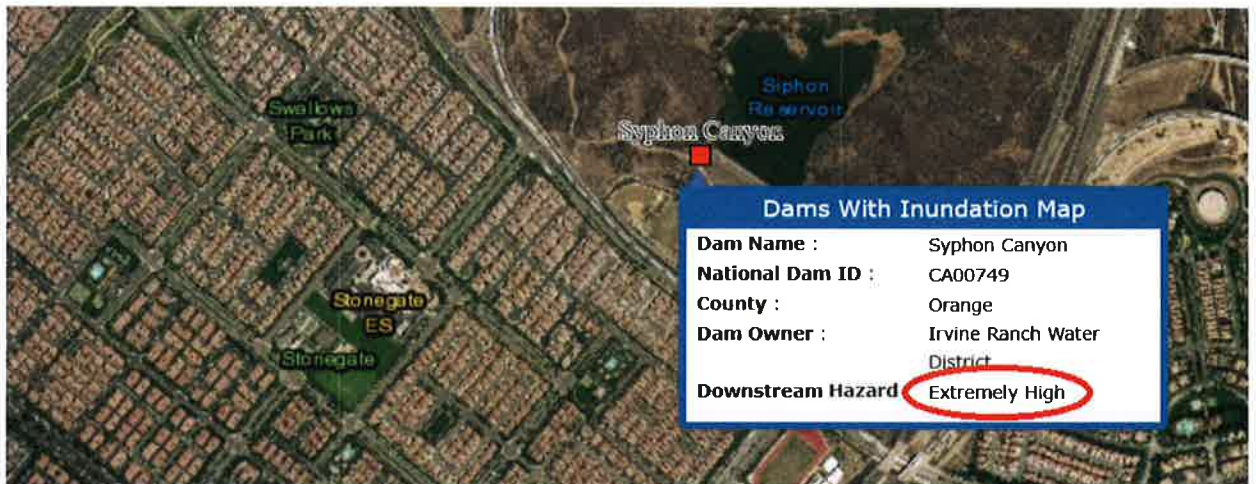 Swallows
Park
Siphon
Reservoir
Syphon Canyon
Stonegate
ES
Stonegate
Dams With Inundation Map
Dam Name : Syphon Canyon
National Dam ID : CA00749
County : Orange
Dam Owner : Irvine Ranch Water
District
Downstream Hazard Extremely High